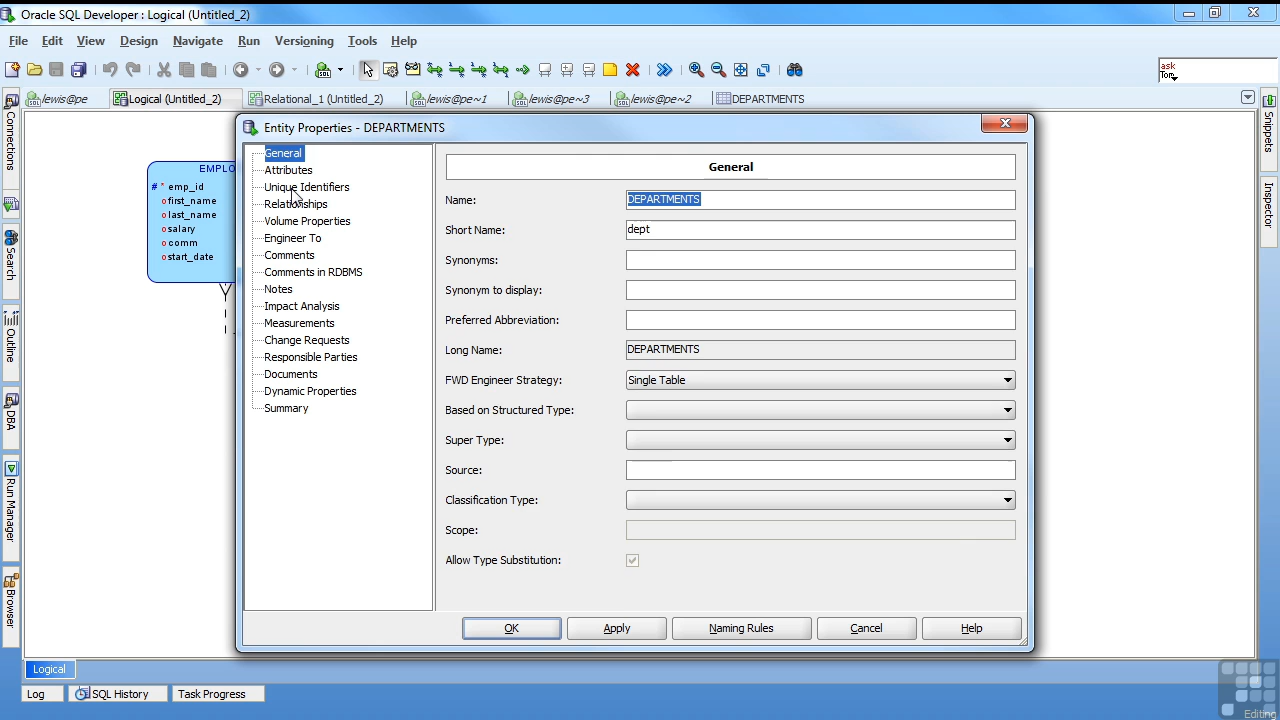 Oracle SQL Developer : Logical (Untitled_2)
File Edit View Design Navigate Run Versioning Tools Help
ask
Tom
lewis@pe Logical (Untitled_2) Relational_1 (Untitled_2) lewis@pe~1 lewis@pe~3 lewis@pe~2 DEPARTMENTS
Connections
Search
Outline
DBA
Run Manager
Browser
Snippets
Inspector
EMPLO
# * emp_id
o first_name
o last_name
o salary
o comm
o start_date
Entity Properties - DEPARTMENTS
General
Attributes
Unique Identifiers
Relationships
Volume Properties
Engineer To
Comments
Comments in RDBMS
Notes
Impact Analysis
Measurements
Change Requests
Responsible Parties
Documents
Dynamic Properties
Summary
General
Name: DEPARTMENTS
Short Name: dept
Synonyms:
Synonym to display:
Preferred Abbreviation:
Long Name: DEPARTMENTS
FWD Engineer Strategy: Single Table
Based on Structured Type:
Super Type:
Source:
Classification Type:
Scope:
Allow Type Substitution:
OK Apply Naming Rules Cancel Help
Logical
Log SQL History Task Progress
Editing